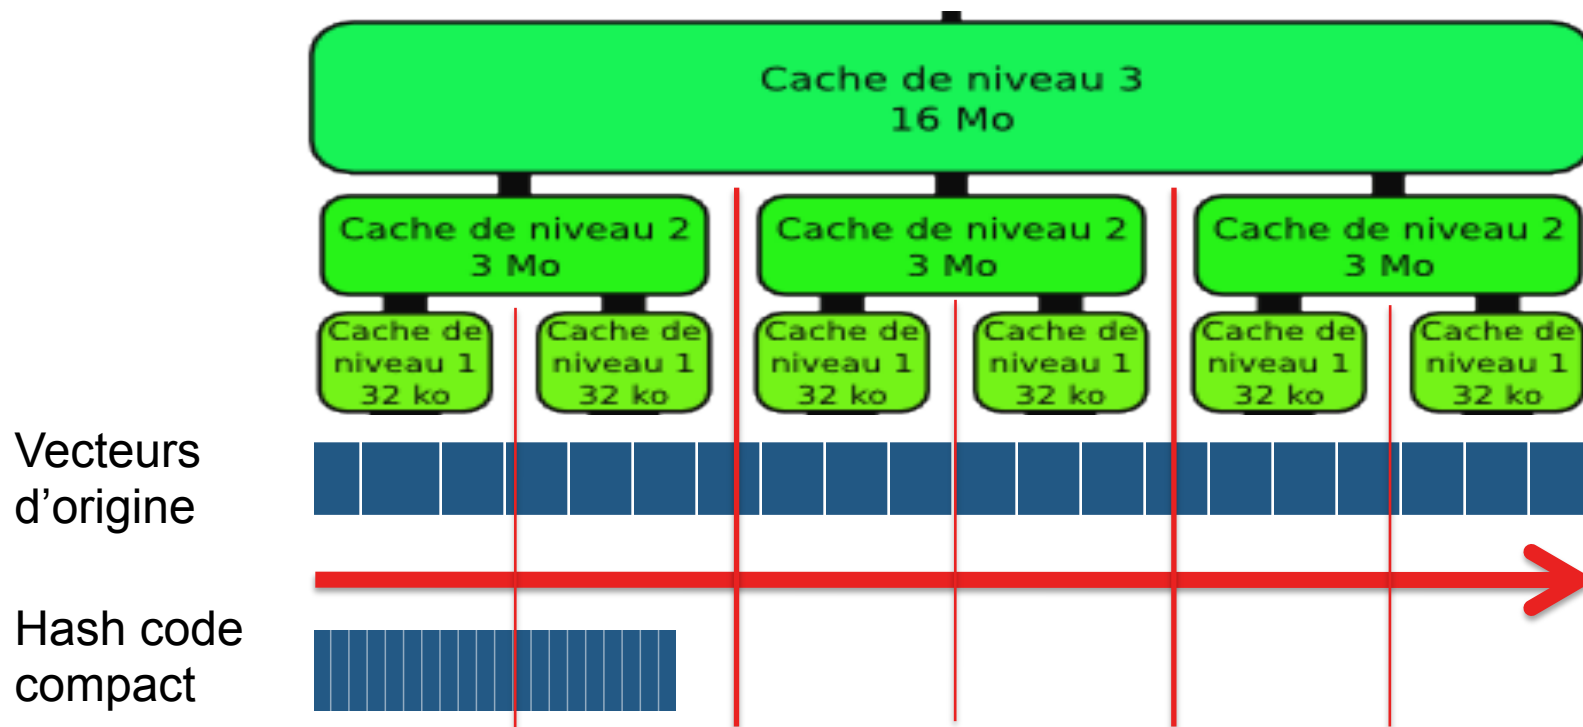 Cache de niveau 3
16 Mo
Cache de niveau 2
3 Mo
Cache de niveau 2
3 Mo
Cache de niveau 2
3 Mo
Cache de
niveau 1
32 ko
Cache de
niveau 1
32 ko
Cache de
niveau 1
32 ko
Cache de
niveau 1
32 ko
Cache de
niveau 1
32 ko
Cache de
niveau 1
32 ko
Vecteurs
d’origine
Hash code
compact